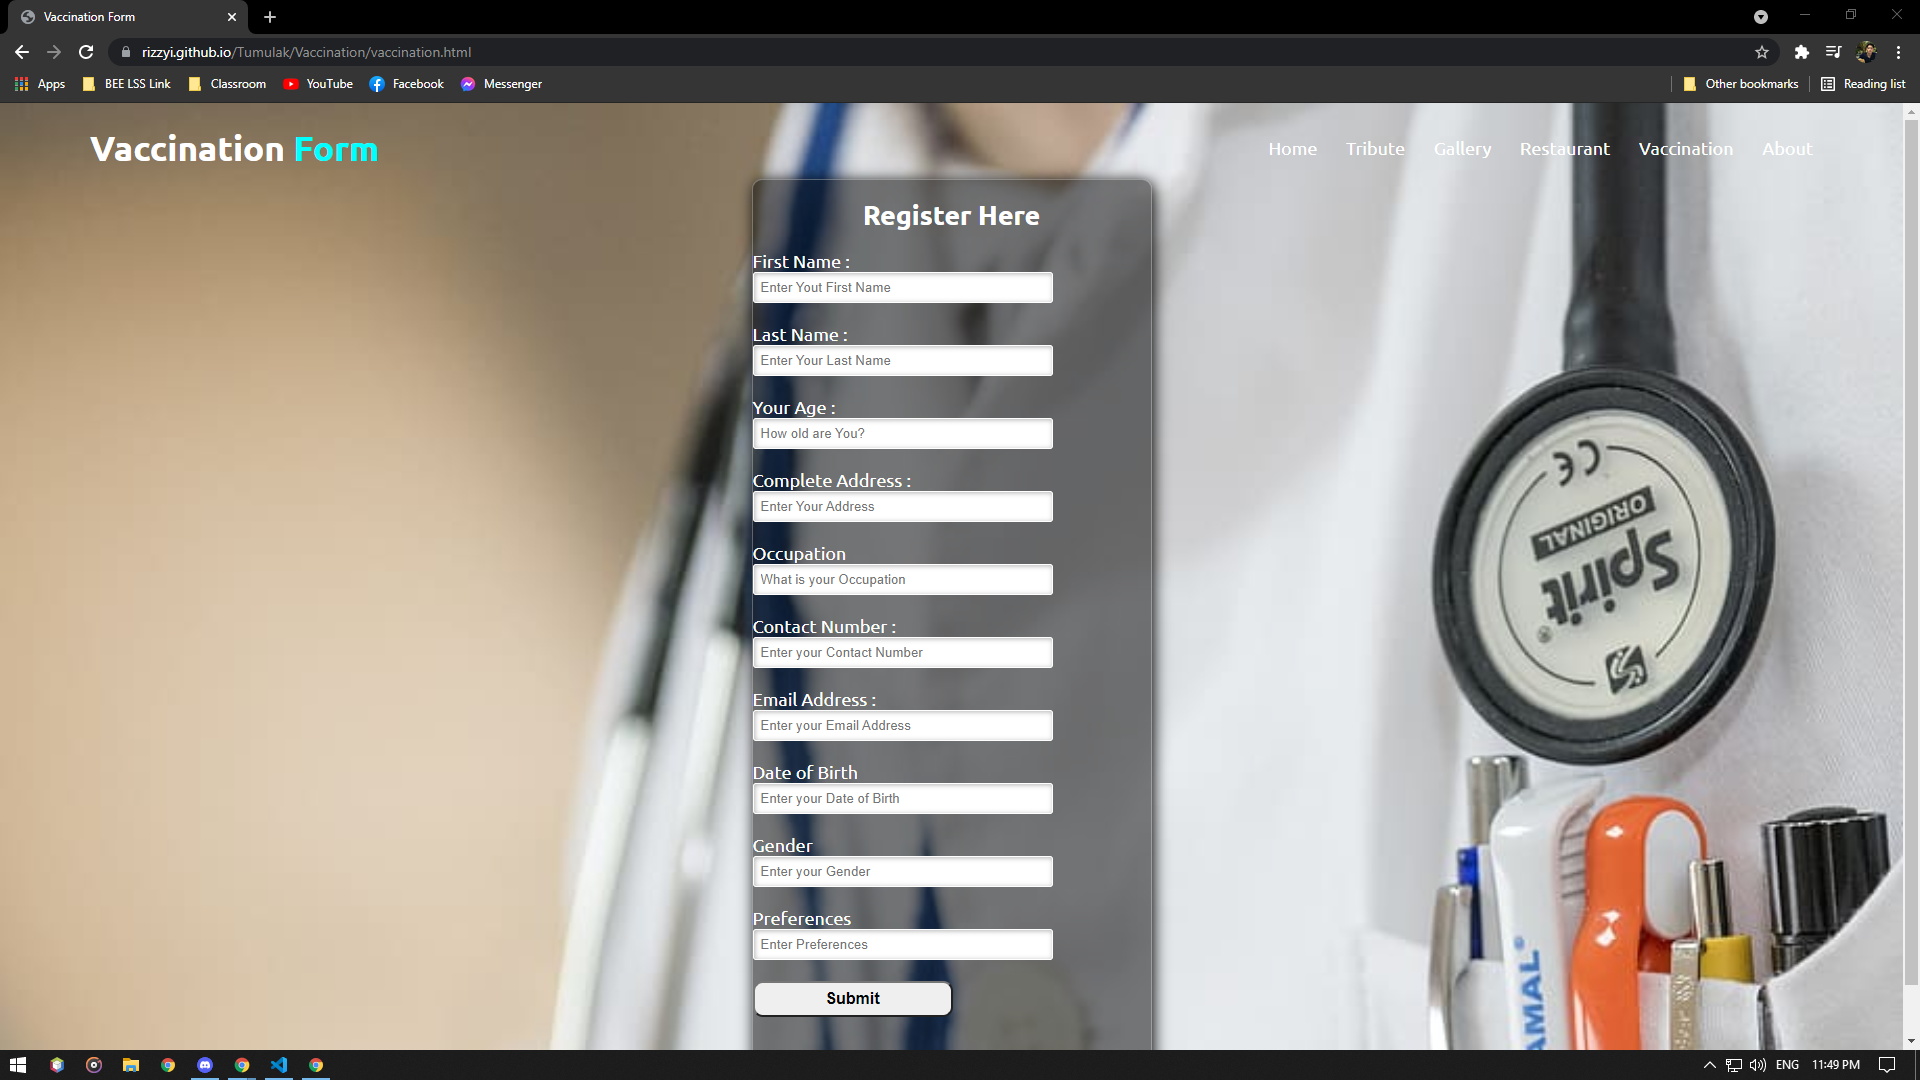 Vaccination Form
rizzyi.github.io/Tumulak/Vaccination/vaccination.html
Apps BEE LSS Link Classroom YouTube Facebook Messenger Other bookmarks Reading list
Vaccination Form
Home Tribute Gallery Restaurant Vaccination About
Register Here
First Name :
Enter Yout First Name
Last Name :
Enter Your Last Name
Your Age :
How old are You?
Complete Address :
Enter Your Address
Occupation
What is your Occupation
Contact Number :
Enter your Contact Number
Email Address :
Enter your Email Address
Date of Birth
Enter your Date of Birth
Gender
Enter your Gender
Preferences
Enter Preferences
Submit
CE
ORIGINAL
Spirit®
AMAL®
ENG 11:49 PM